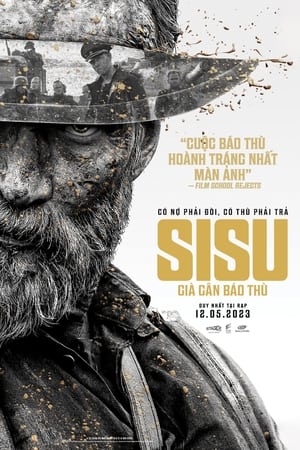 “CUỘC BÁO THÙ
HOÀNH TRÁNG NHẤT
MÀN ẢNH”
– FILM SCHOOL REJECTS
CÓ NỢ PHẢI ĐÒI, CÓ THÙ PHẢI TRẢ
SISU
GIÀ GÂN BÁO THÙ
DUY NHẤT TẠI RẠP
12.05.2023